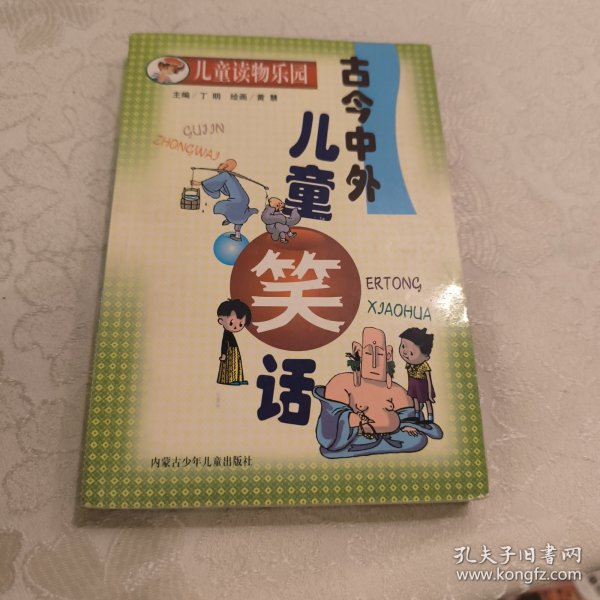 儿童读物乐园
主编/丁明 绘画/黄慧
古今中外
GUJIN
ZHONGWAI
儿童
笑
话
ERTONG
XIAOHUA
内蒙古少年儿童出版社
孔夫子旧书网
www.kongfz.com